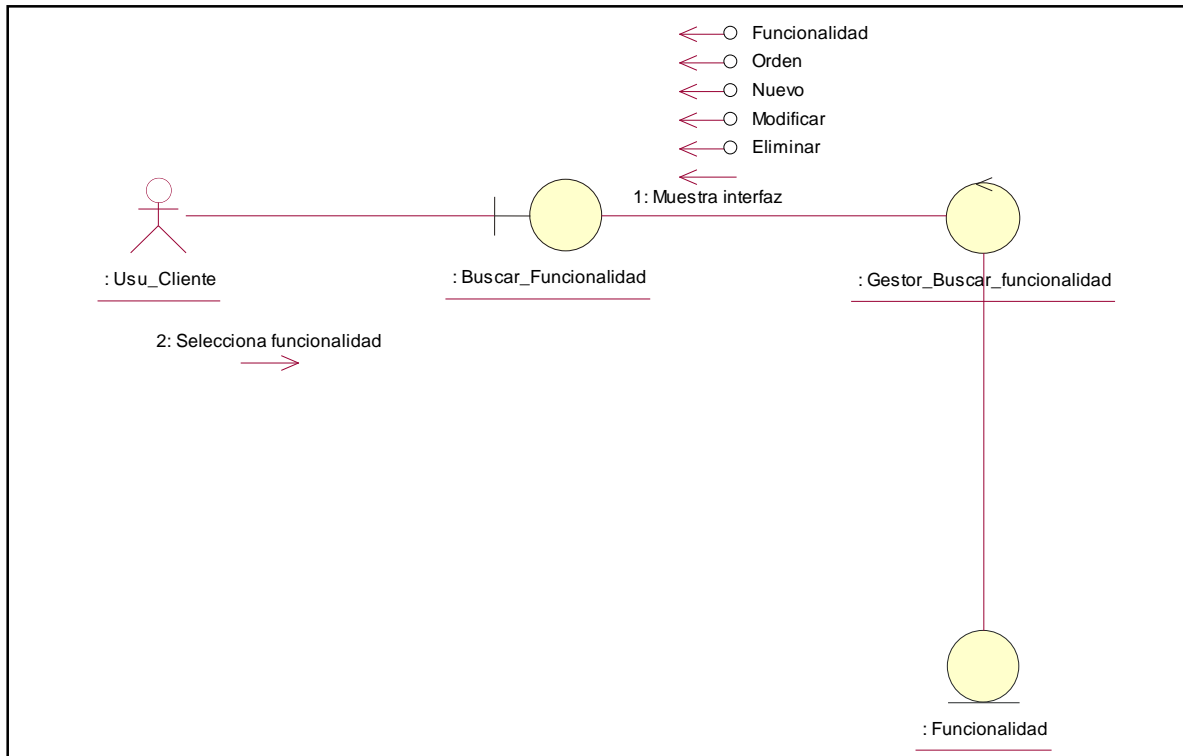 Funcionalidad
Orden
Nuevo
Modificar
Eliminar
1: Muestra interfaz
: Usu_Cliente
: Buscar_Funcionalidad
: Gestor_Buscar_funcionalidad
2: Selecciona funcionalidad
: Funcionalidad